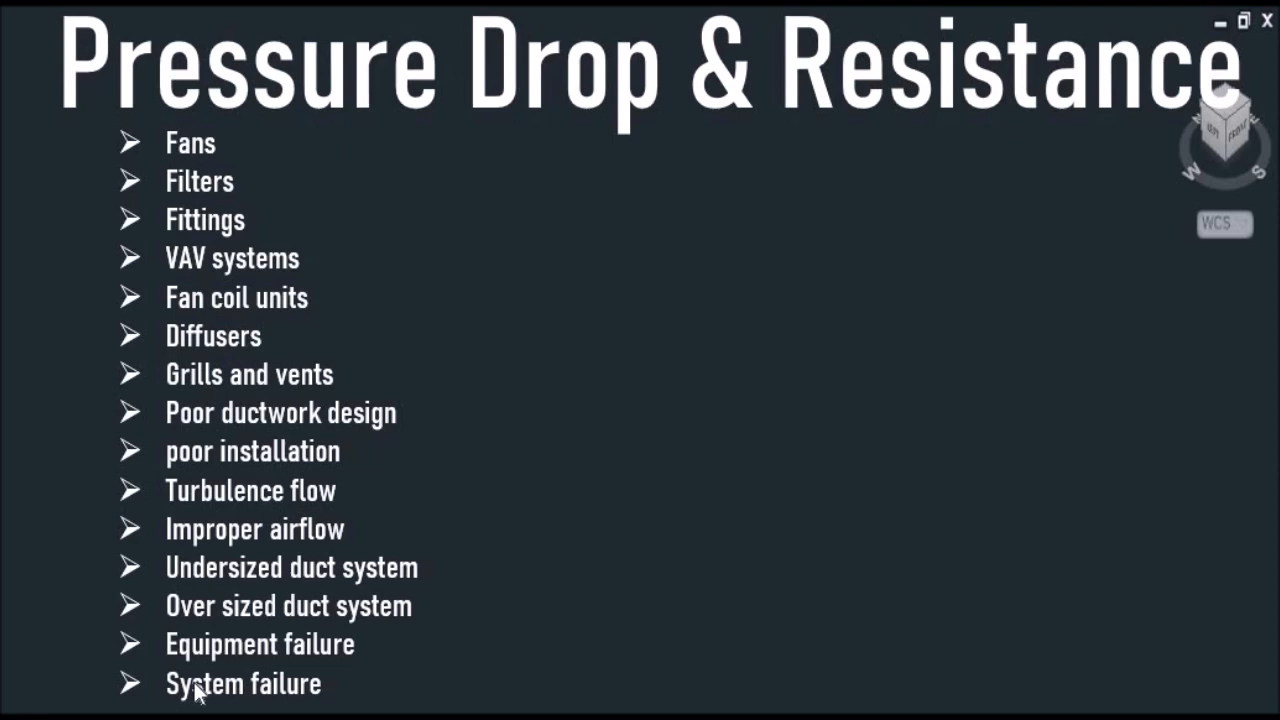 Pressure Drop & Resistance
Fans
Filters
Fittings
VAV systems
Fan coil units
Diffusers
Grills and vents
Poor ductwork design
poor installation
Turbulence flow
Improper airflow
Undersized duct system
Over sized duct system
Equipment failure
System failure
W
S
WCS